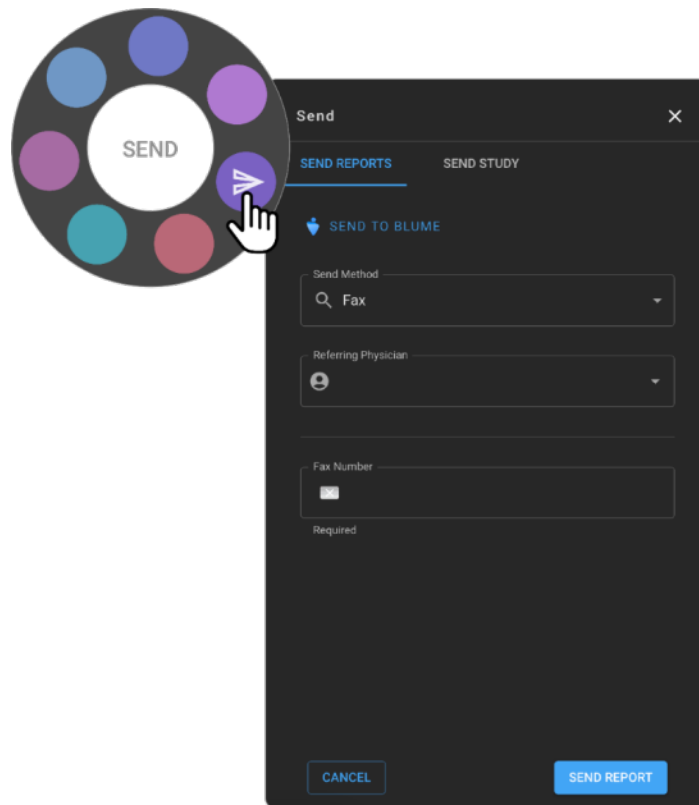 SEND
Send
SEND REPORTS
SEND STUDY
SEND TO BLUME
Send Method
Fax
Referring Physician
Fax Number
Required
CANCEL
SEND REPORT